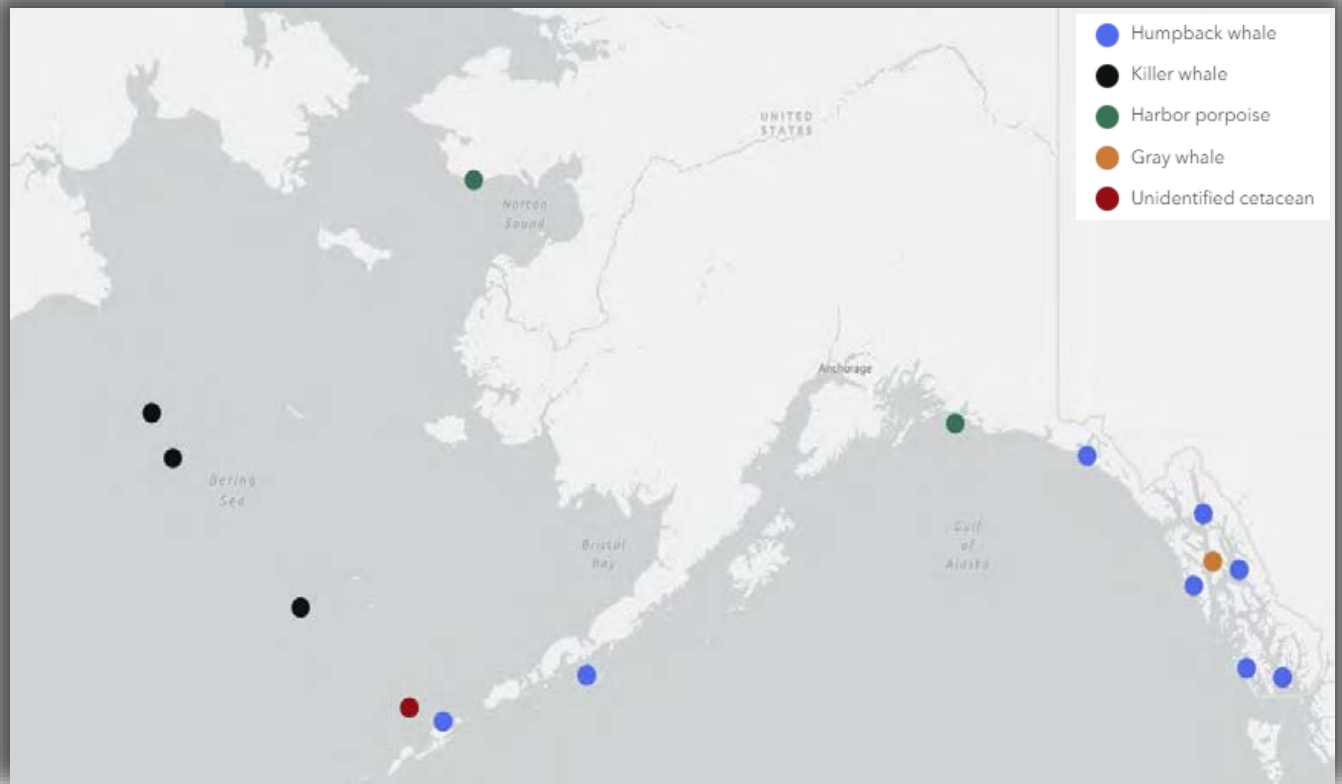 Humpback whale
Killer whale
Harbor porpoise
Gray whale
Unidentified cetacean
UNITED
STATES
Norton
Sound
Anchorage
Bering
Sea
Bristol
Bay
Gulf
of
Alaska